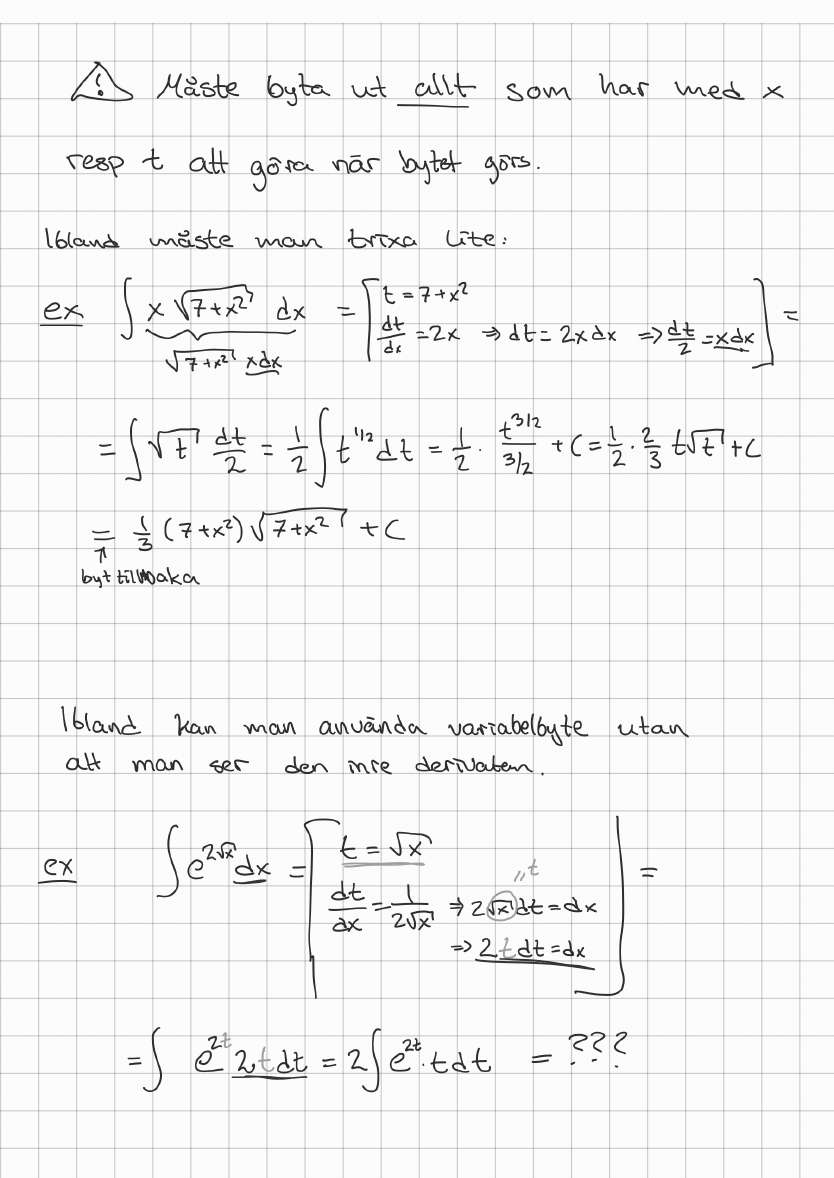 ⚠ Måste byta ut allt som har med x
resp t att göra när bytet görs.
Ibland måste man trixa lite:
ex ∫ x √(7+x²) dx = [ t = 7+x²
dt/dx = 2x ⇒ dt = 2x dx ⇒ dt/2 = x dx ] =
√(7+x²) x dx
= ∫ √t dt/2 = 1/2 ∫ t^(1/2) dt = 1/2 · t^(3/2)/(3/2) + C = 1/2 · 2/3 t√t + C
= 1/3 (7+x²) √(7+x²) + C
↑
byt tillbaka
Ibland kan man använda variabelbyte utan
att man ser den inre derivatan.
ex ∫ e^(2√x) dx = [ t = √x
dt/dx = 1/(2√x) ⇒ 2√x dt = dx ] =
" t
⇒ 2t dt = dx
= ∫ e^(2t) 2t dt = 2 ∫ e^(2t) · t dt = ???